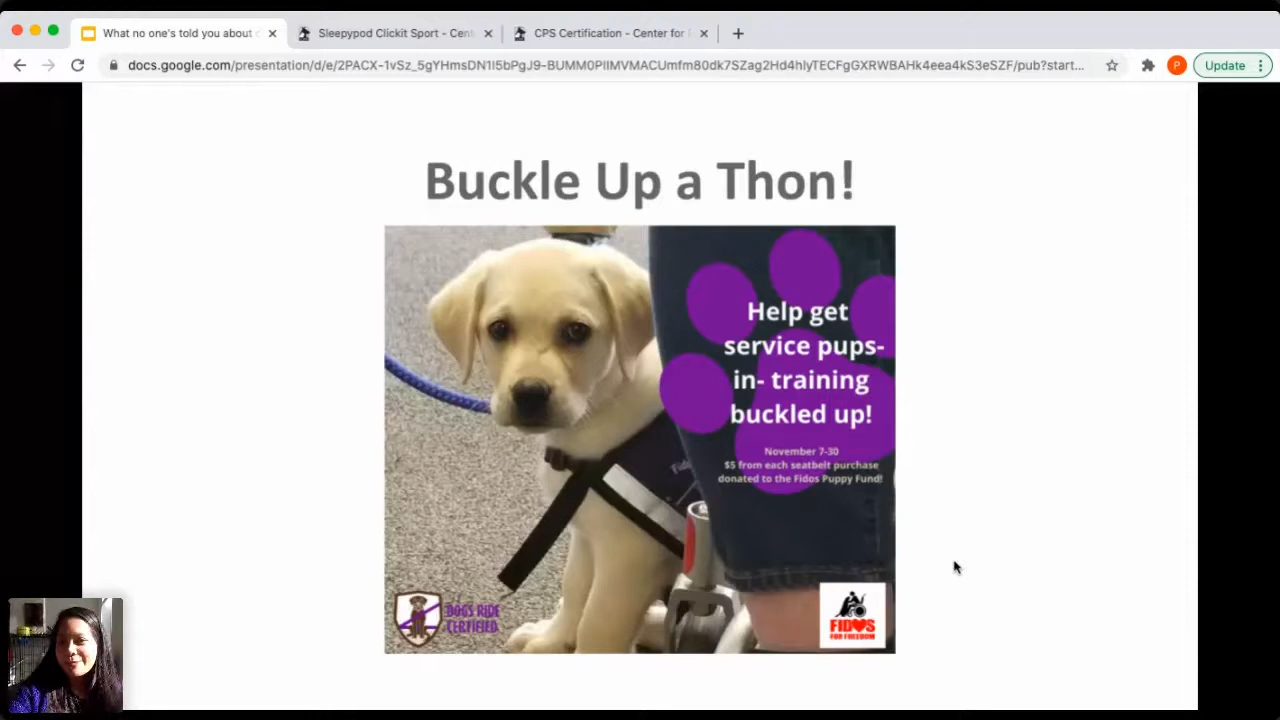 What no one's told you about
Sleepypod Clickit Sport - Cent
CPS Certification - Center for
docs.google.com/presentation/d/e/2PACX-1vSz_5gYHmsDN1I5bPgJ9-BUMM0PIIMVMACUmfm80dk7SZag2Hd4hlyTECFgGXRWBAHk4eea4kS3eSZF/pub?start...
P
Update
Buckle Up a Thon!
Help get
service pups-
in- training
buckled up!
November 7-30
$5 from each seatbelt purchase
donated to the Fidos Puppy Fund!
DOGS RIDE
CERTIFIED
FIDOS
FOR FREEDOM